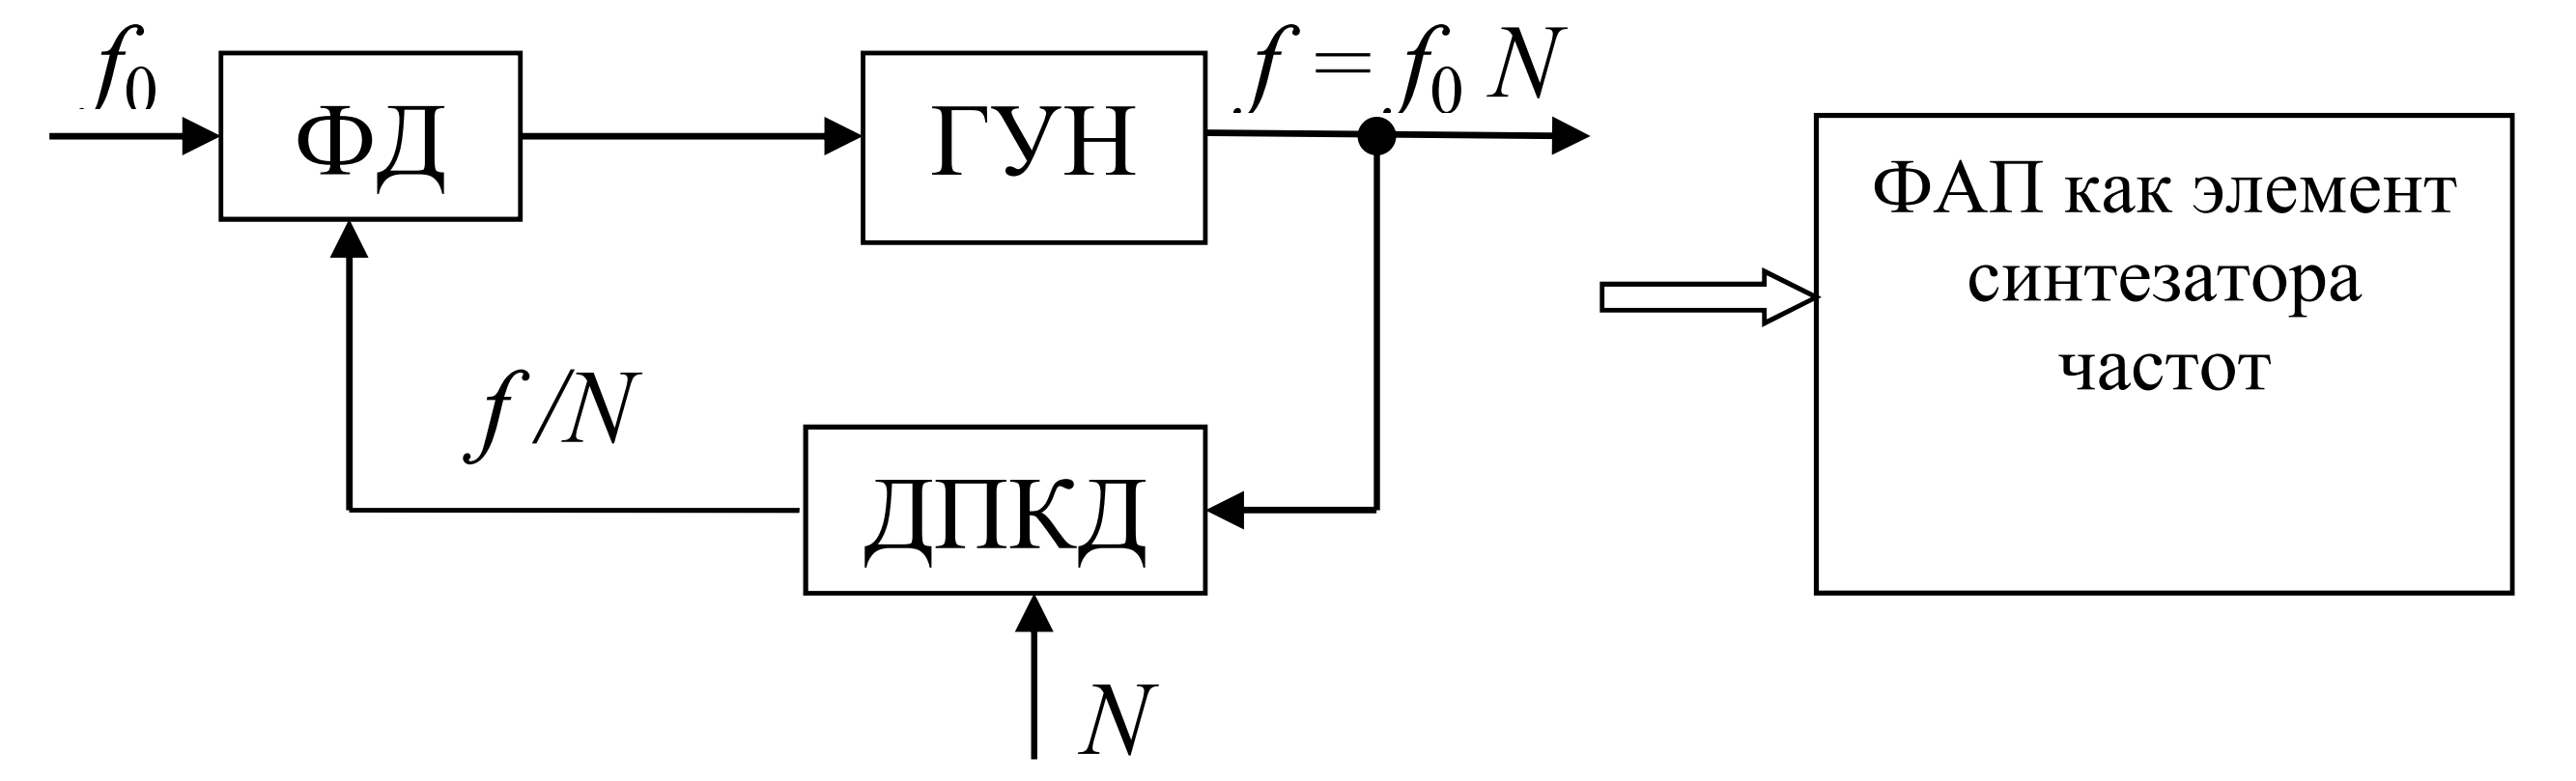 f₀
ФД
ГУН
f = f₀ N
ФАП как элемент
синтезатора
частот
f /N
ДПКД
N